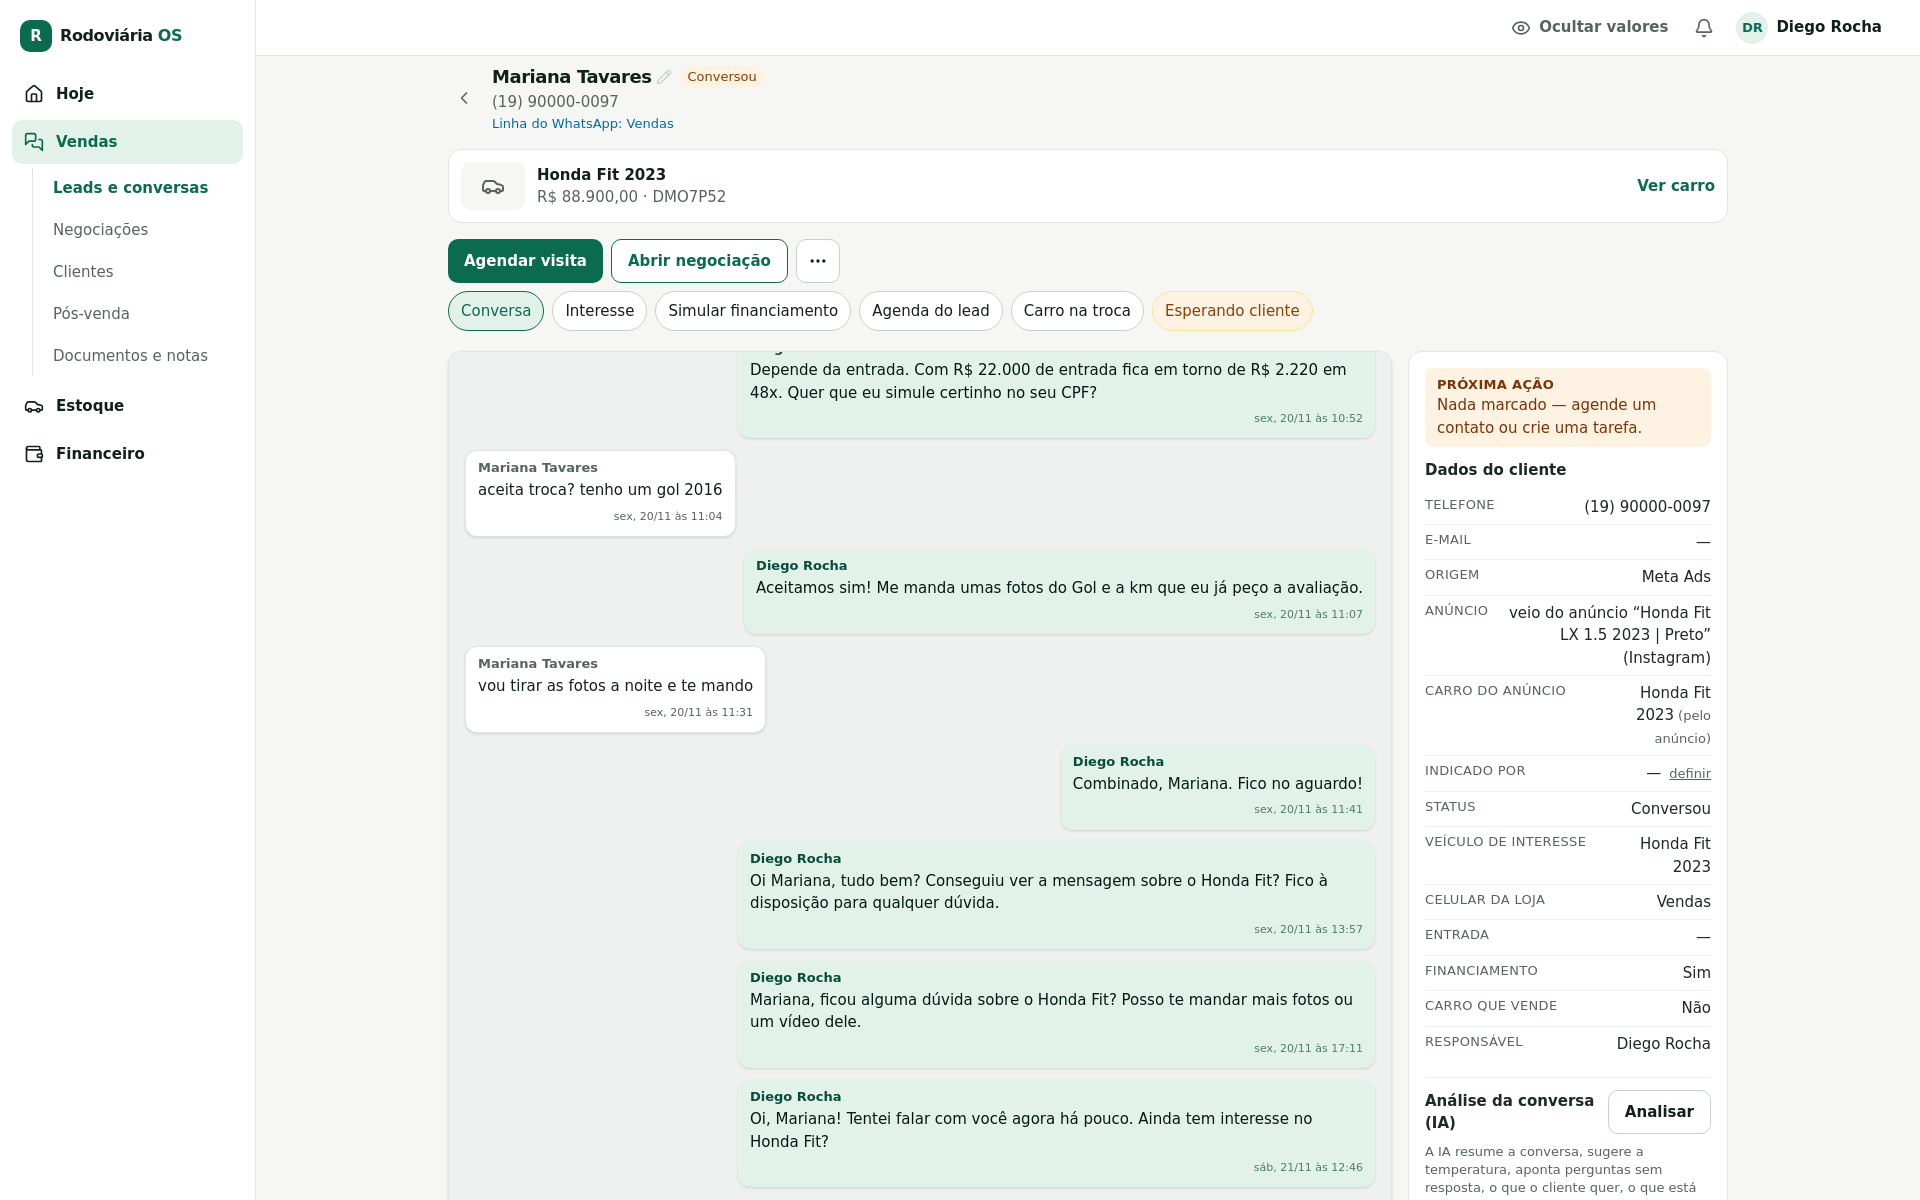 R Rodoviária OS
Hoje
Vendas
Leads e conversas
Negociações
Clientes
Pós-venda
Documentos e notas
Estoque
Financeiro
Ocultar valores
DR Diego Rocha
Mariana Tavares Conversou
(19) 90000-0097
Linha do WhatsApp: Vendas
Honda Fit 2023
R$ 88.900,00 · DMO7P52
Ver carro
Agendar visita Abrir negociação ...
Conversa Interesse Simular financiamento Agenda do lead Carro na troca Esperando cliente
Depende da entrada. Com R$ 22.000 de entrada fica em torno de R$ 2.220 em
48x. Quer que eu simule certinho no seu CPF?
sex, 20/11 às 10:52
Mariana Tavares
aceita troca? tenho um gol 2016
sex, 20/11 às 11:04
Diego Rocha
Aceitamos sim! Me manda umas fotos do Gol e a km que eu já peço a avaliação.
sex, 20/11 às 11:07
Mariana Tavares
vou tirar as fotos a noite e te mando
sex, 20/11 às 11:31
Diego Rocha
Combinado, Mariana. Fico no aguardo!
sex, 20/11 às 11:41
Diego Rocha
Oi Mariana, tudo bem? Conseguiu ver a mensagem sobre o Honda Fit? Fico à
disposição para qualquer dúvida.
sex, 20/11 às 13:57
Diego Rocha
Mariana, ficou alguma dúvida sobre o Honda Fit? Posso te mandar mais fotos ou
um vídeo dele.
sex, 20/11 às 17:11
Diego Rocha
Oi, Mariana! Tentei falar com você agora há pouco. Ainda tem interesse no
Honda Fit?
sáb, 21/11 às 12:46
PRÓXIMA AÇÃO
Nada marcado — agende um
contato ou crie uma tarefa.
Dados do cliente
TELEFONE (19) 90000-0097
E-MAIL —
ORIGEM Meta Ads
ANÚNCIO veio do anúncio “Honda Fit
LX 1.5 2023 | Preto”
(Instagram)
CARRO DO ANÚNCIO Honda Fit
2023 (pelo
anúncio)
INDICADO POR — definir
STATUS Conversou
VEÍCULO DE INTERESSE Honda Fit
2023
CELULAR DA LOJA Vendas
ENTRADA —
FINANCIAMENTO Sim
CARRO QUE VENDE Não
RESPONSÁVEL Diego Rocha
Análise da conversa
(IA)
Analisar
A IA resume a conversa, sugere a
temperatura, aponta perguntas sem
resposta, o que o cliente quer, o que está